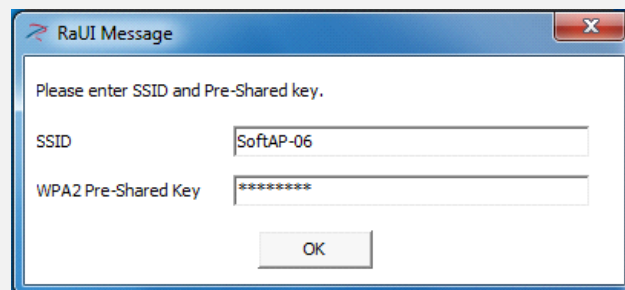 RaUI Message
Please enter SSID and Pre-Shared key.
SSID SoftAP-06
WPA2 Pre-Shared Key ********
OK